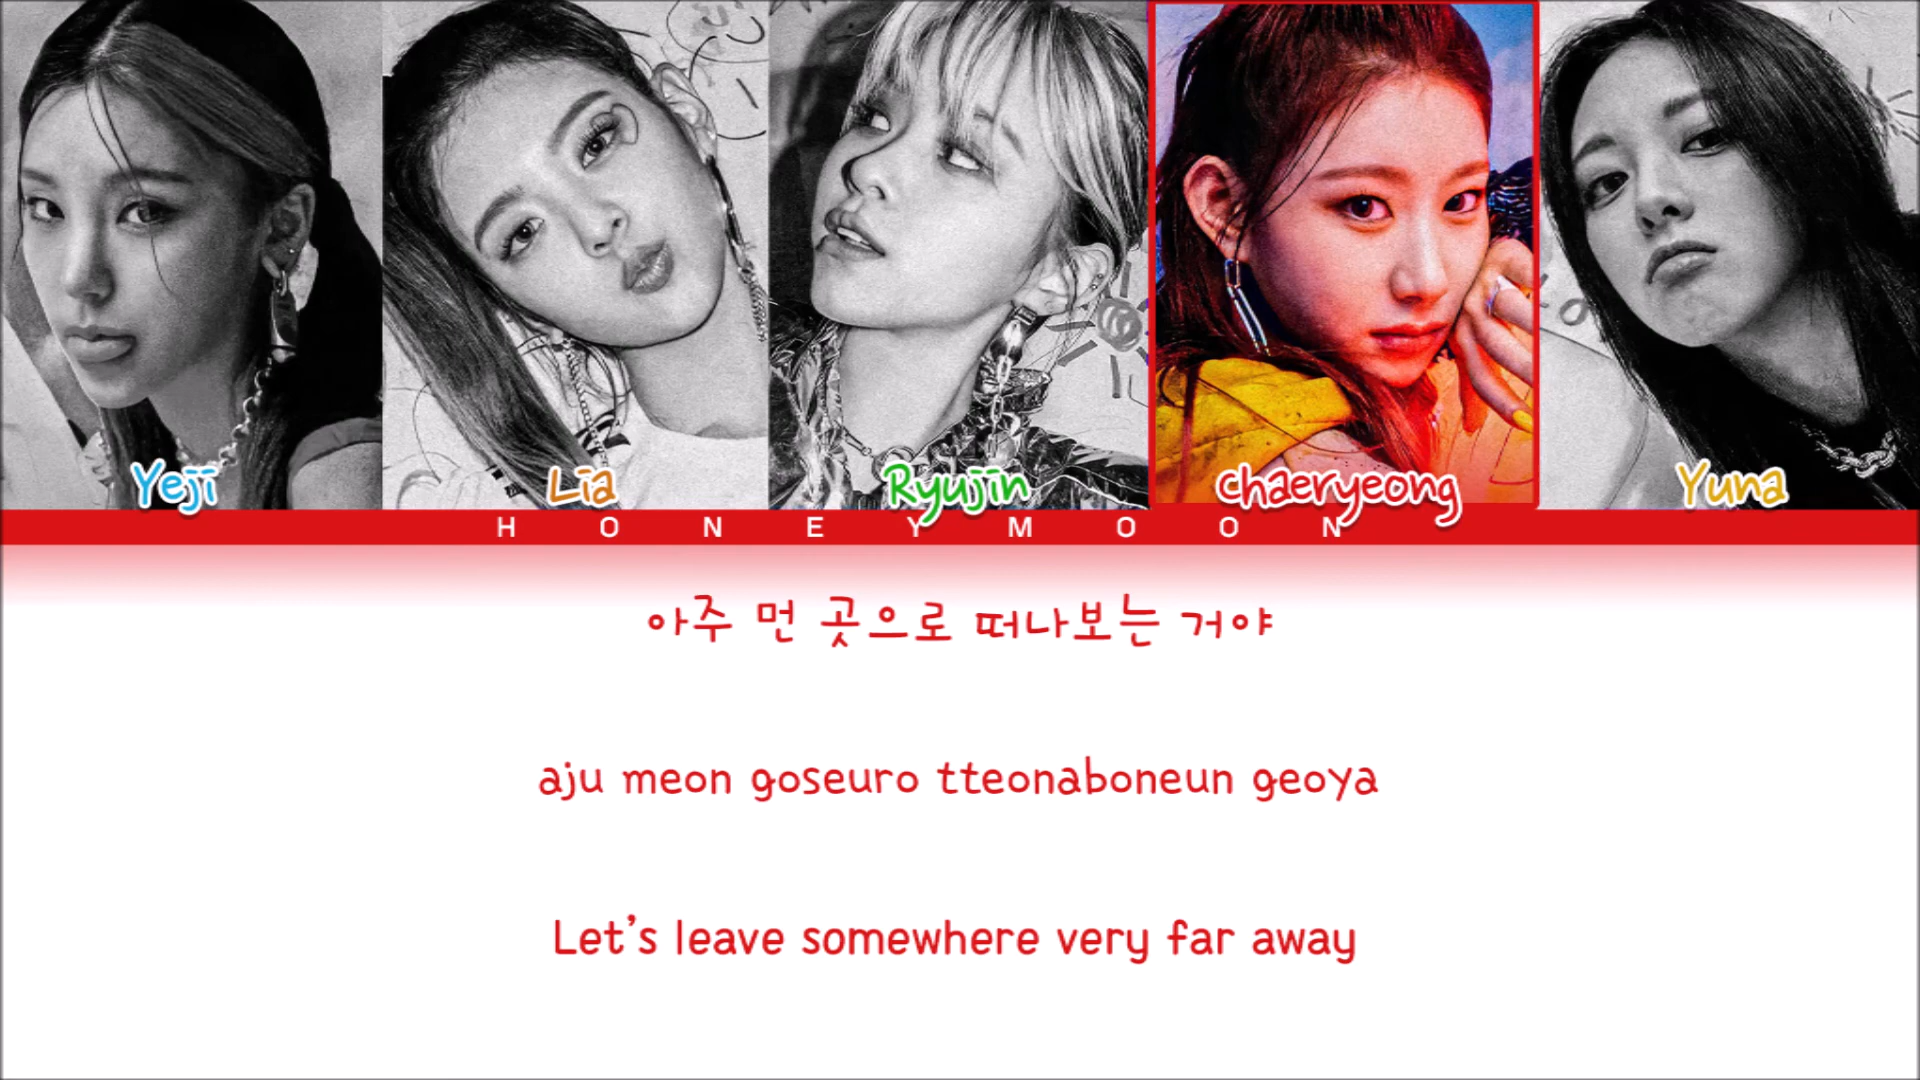 Yeji
Lia
Ryujin
chaeryeong
Yuna
HONEYMOON
아주 먼 곳으로 떠나보는 거야
aju meon goseuro tteonaboneun geoya
Let's leave somewhere very far away